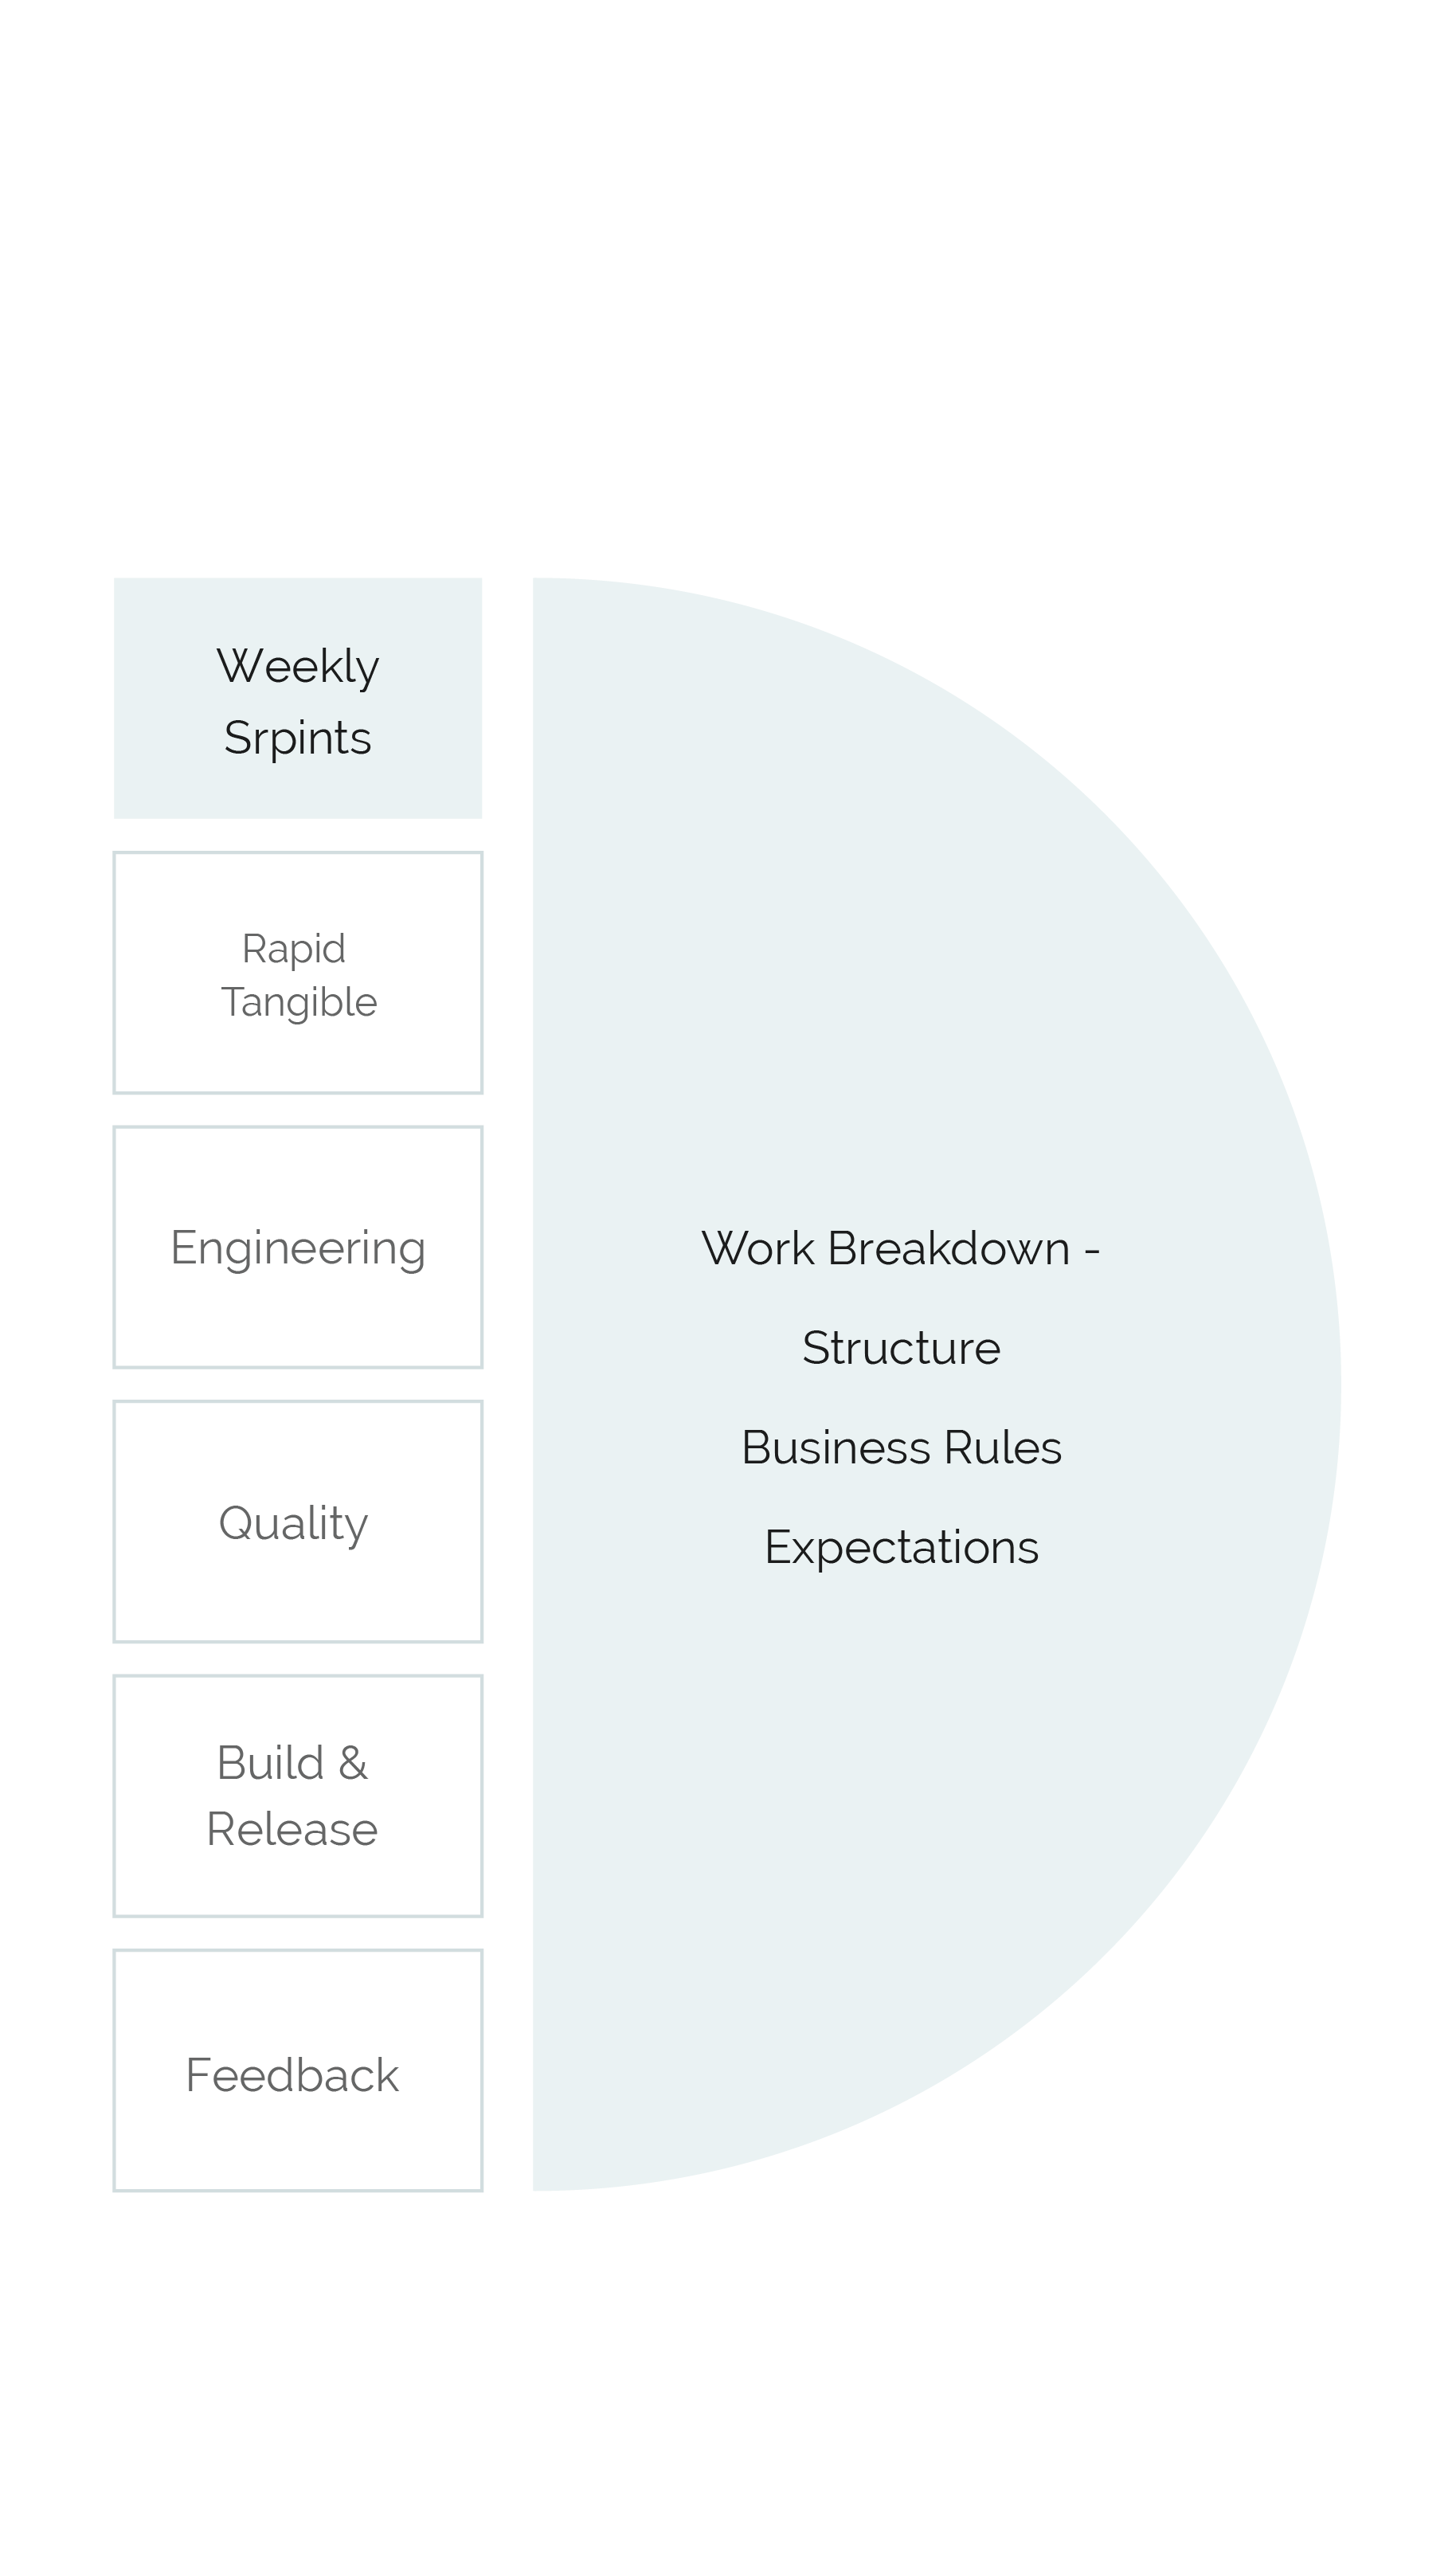 Weekly
Srpints
Rapid
Tangible
Engineering
Quality
Build &
Release
Feedback
Work Breakdown -
Structure
Business Rules
Expectations